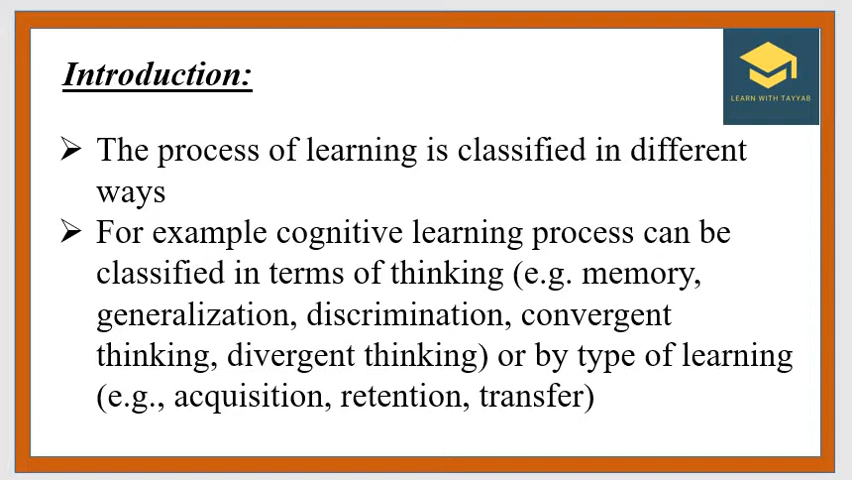 Introduction:
LEARN WITH TAYYAB
➢ The process of learning is classified in different
ways
➢ For example cognitive learning process can be
classified in terms of thinking (e.g. memory,
generalization, discrimination, convergent
thinking, divergent thinking) or by type of learning
(e.g., acquisition, retention, transfer)